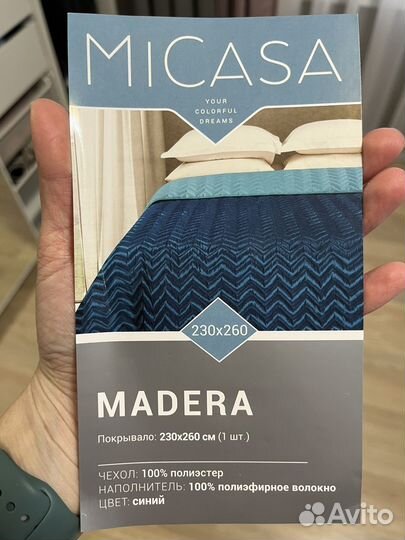 MICASA
YOUR
COLORFUL
DREAMS
230x260
MADERA
Покрывало: 230x260 см (1 шт.)
ЧЕХОЛ: 100% полиэстер
НАПОЛНИТЕЛЬ: 100% полиэфирное волокно
ЦВЕТ: синий
Avito